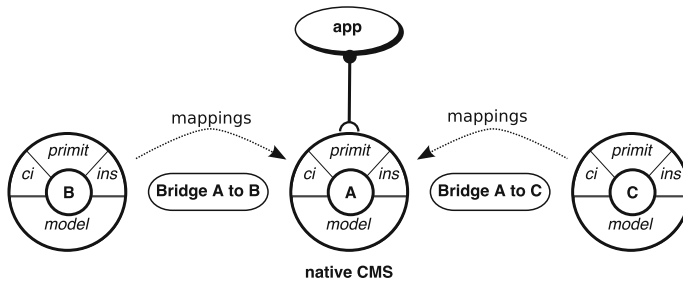 app
mappings
mappings
primit
ci
ins
B
model
Bridge A to B
primit
ci
ins
A
model
Bridge A to C
primit
ci
ins
C
model
native CMS